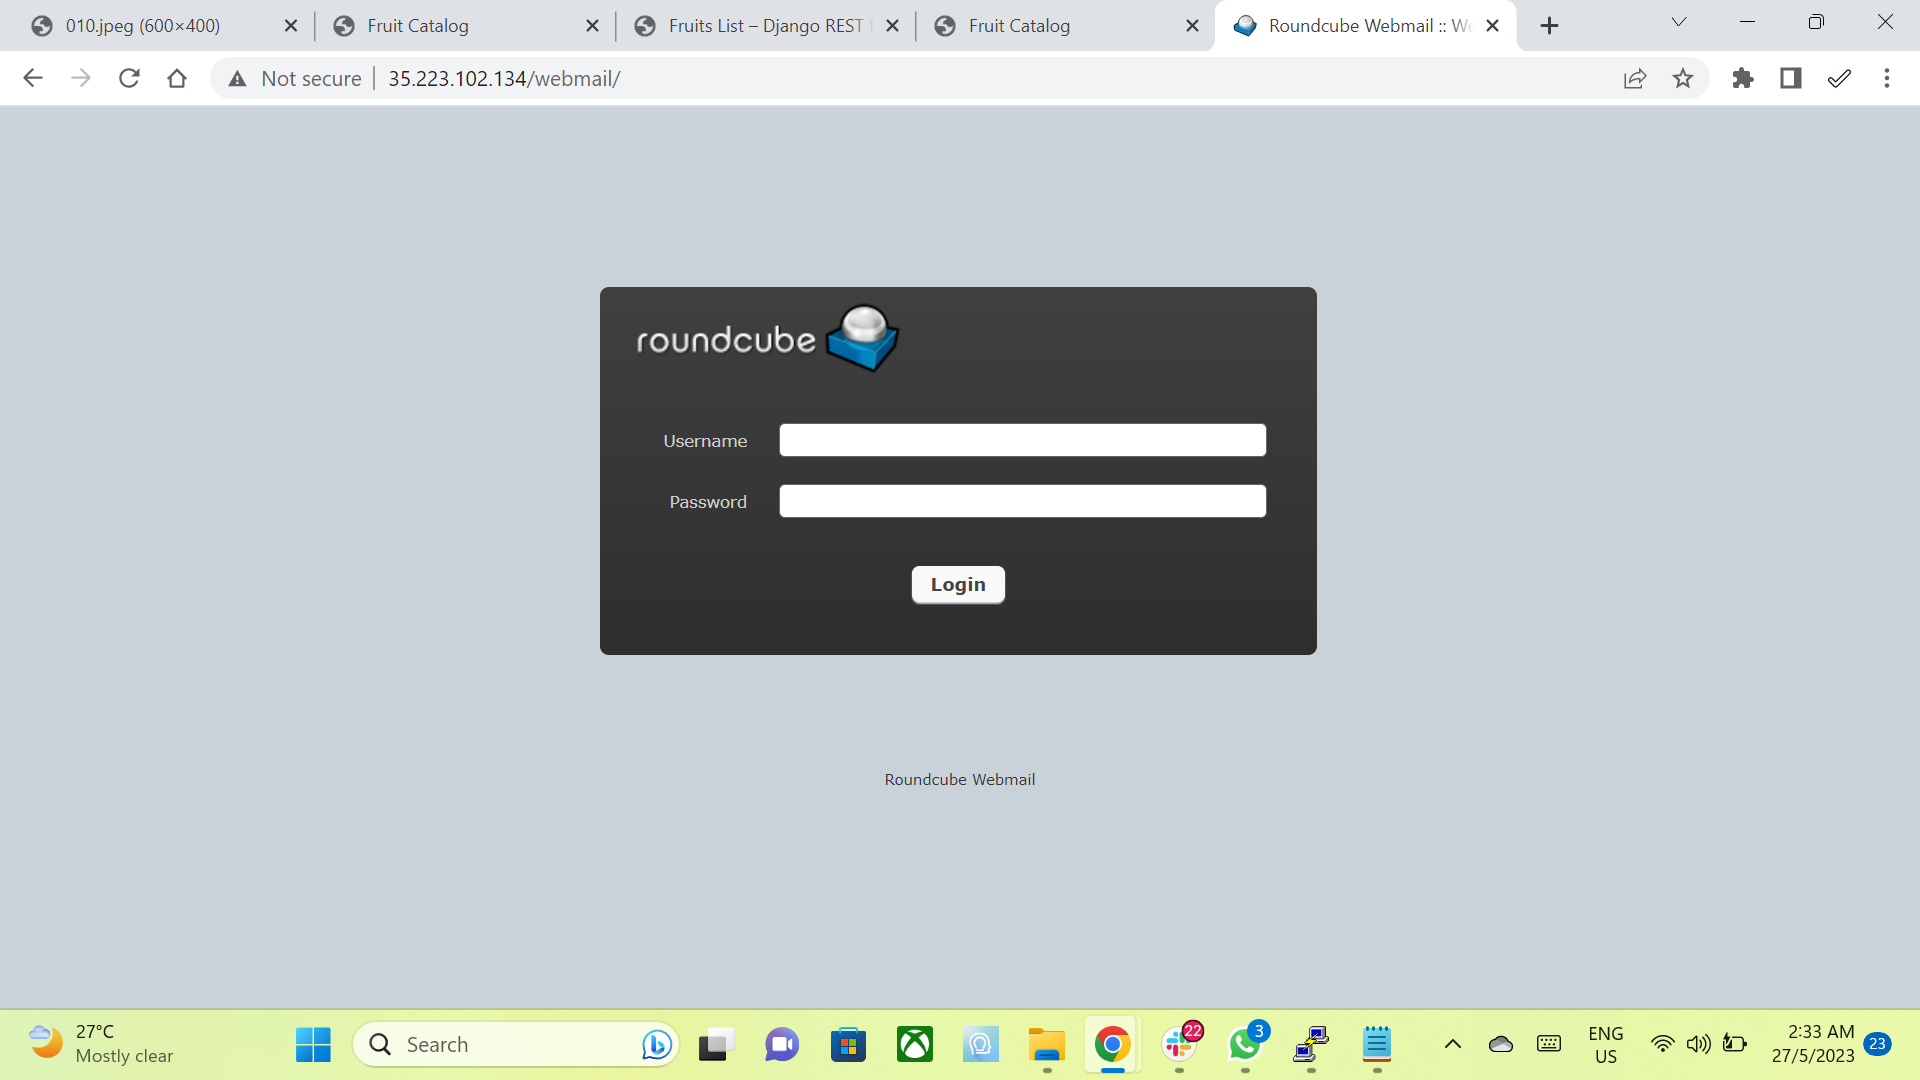 010.jpeg (600×400)
Fruit Catalog
Fruits List – Django REST
Fruit Catalog
Roundcube Webmail :: We
Not secure
35.223.102.134/webmail/
roundcube
Username
Password
Login
Roundcube Webmail
27°C
Mostly clear
Search
22
3
ENG
US
2:33 AM
27/5/2023
23